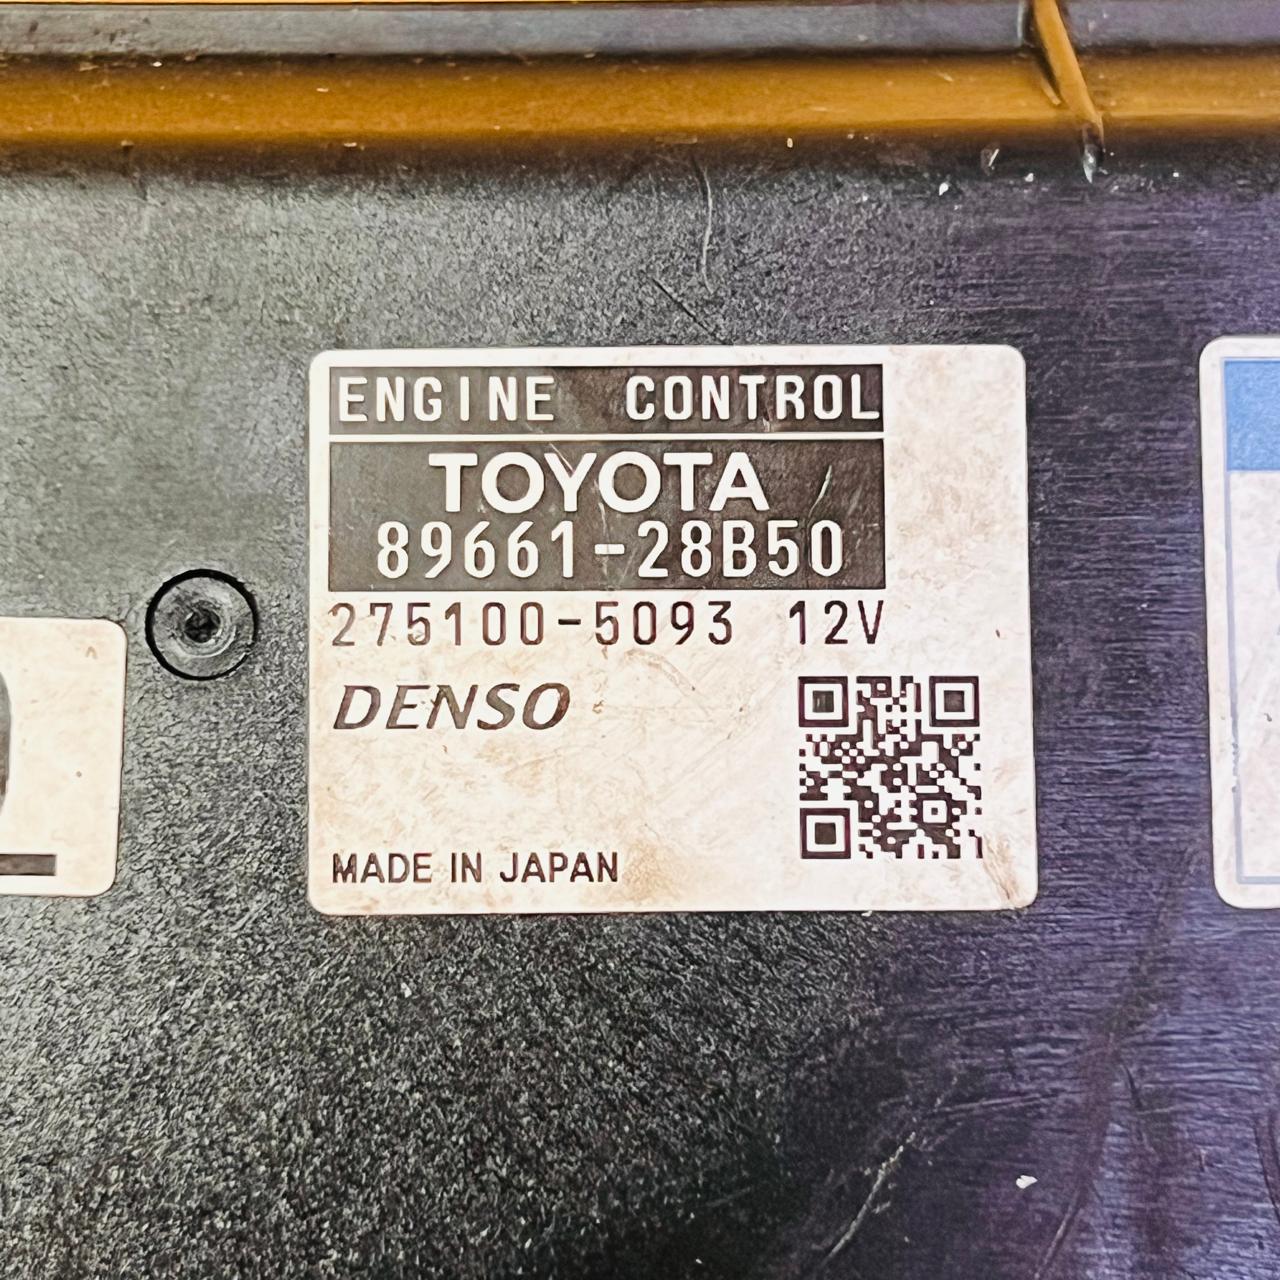 ENGINE CONTROL
TOYOTA
89661-28B50
275100-5093 12V
DENSO
MADE IN JAPAN